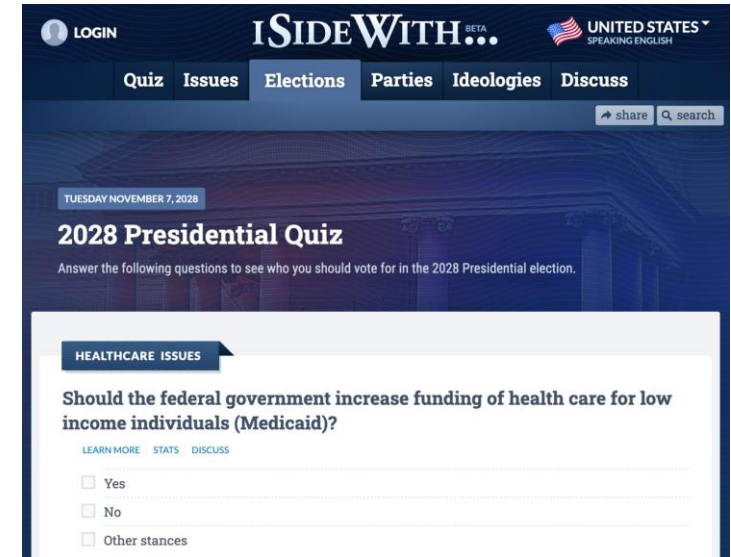 LOGIN
ISIDEWITH... BETA
UNITED STATES
SPEAKING ENGLISH
Quiz Issues Elections Parties Ideologies Discuss
share search
TUESDAY NOVEMBER 7, 2028
2028 Presidential Quiz
Answer the following questions to see who you should vote for in the 2028 Presidential election.
HEALTHCARE ISSUES
Should the federal government increase funding of health care for low
income individuals (Medicaid)?
LEARN MORE STATS DISCUSS
Yes
No
Other stances